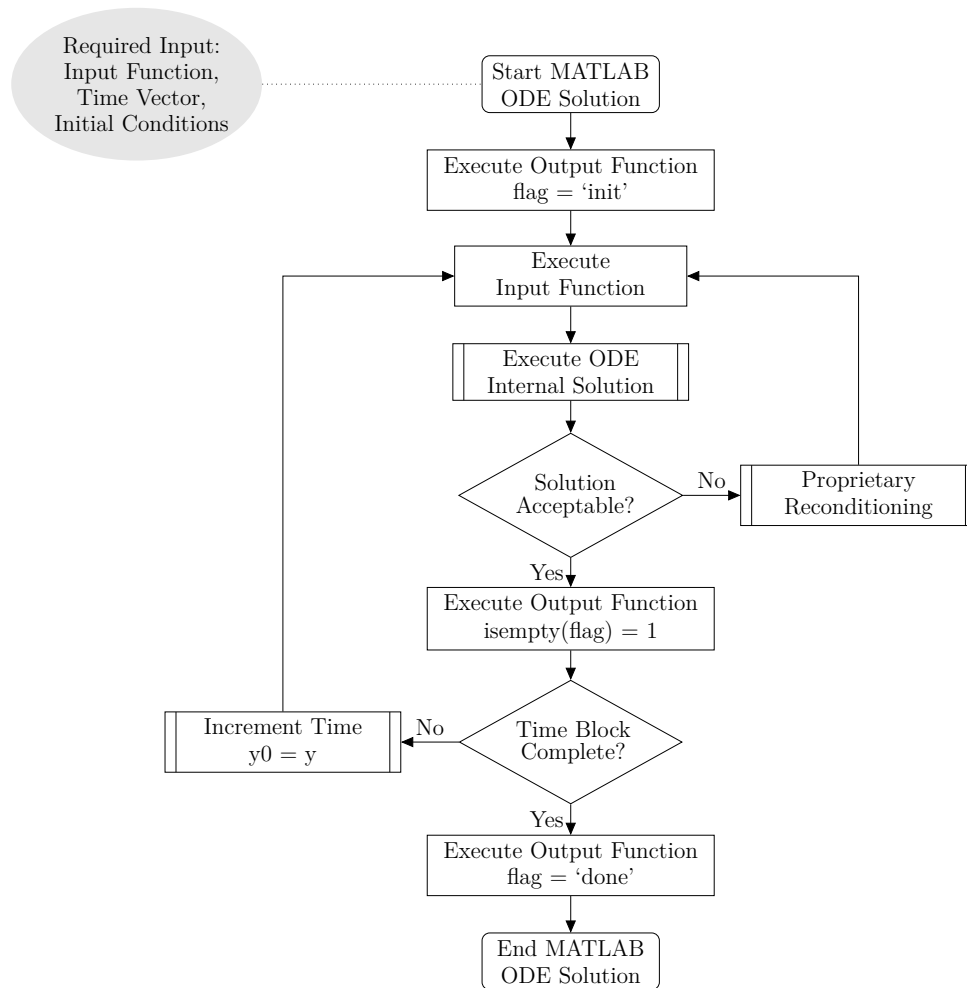 Required Input:
Input Function,
Time Vector,
Initial Conditions
Start MATLAB
ODE Solution
Execute Output Function
flag = ‘init’
Execute
Input Function
Execute ODE
Internal Solution
Solution
Acceptable?
No
Proprietary
Reconditioning
Yes
Execute Output Function
isempty(flag) = 1
Time Block
Complete?
No
Increment Time
y0 = y
Yes
Execute Output Function
flag = ‘done’
End MATLAB
ODE Solution